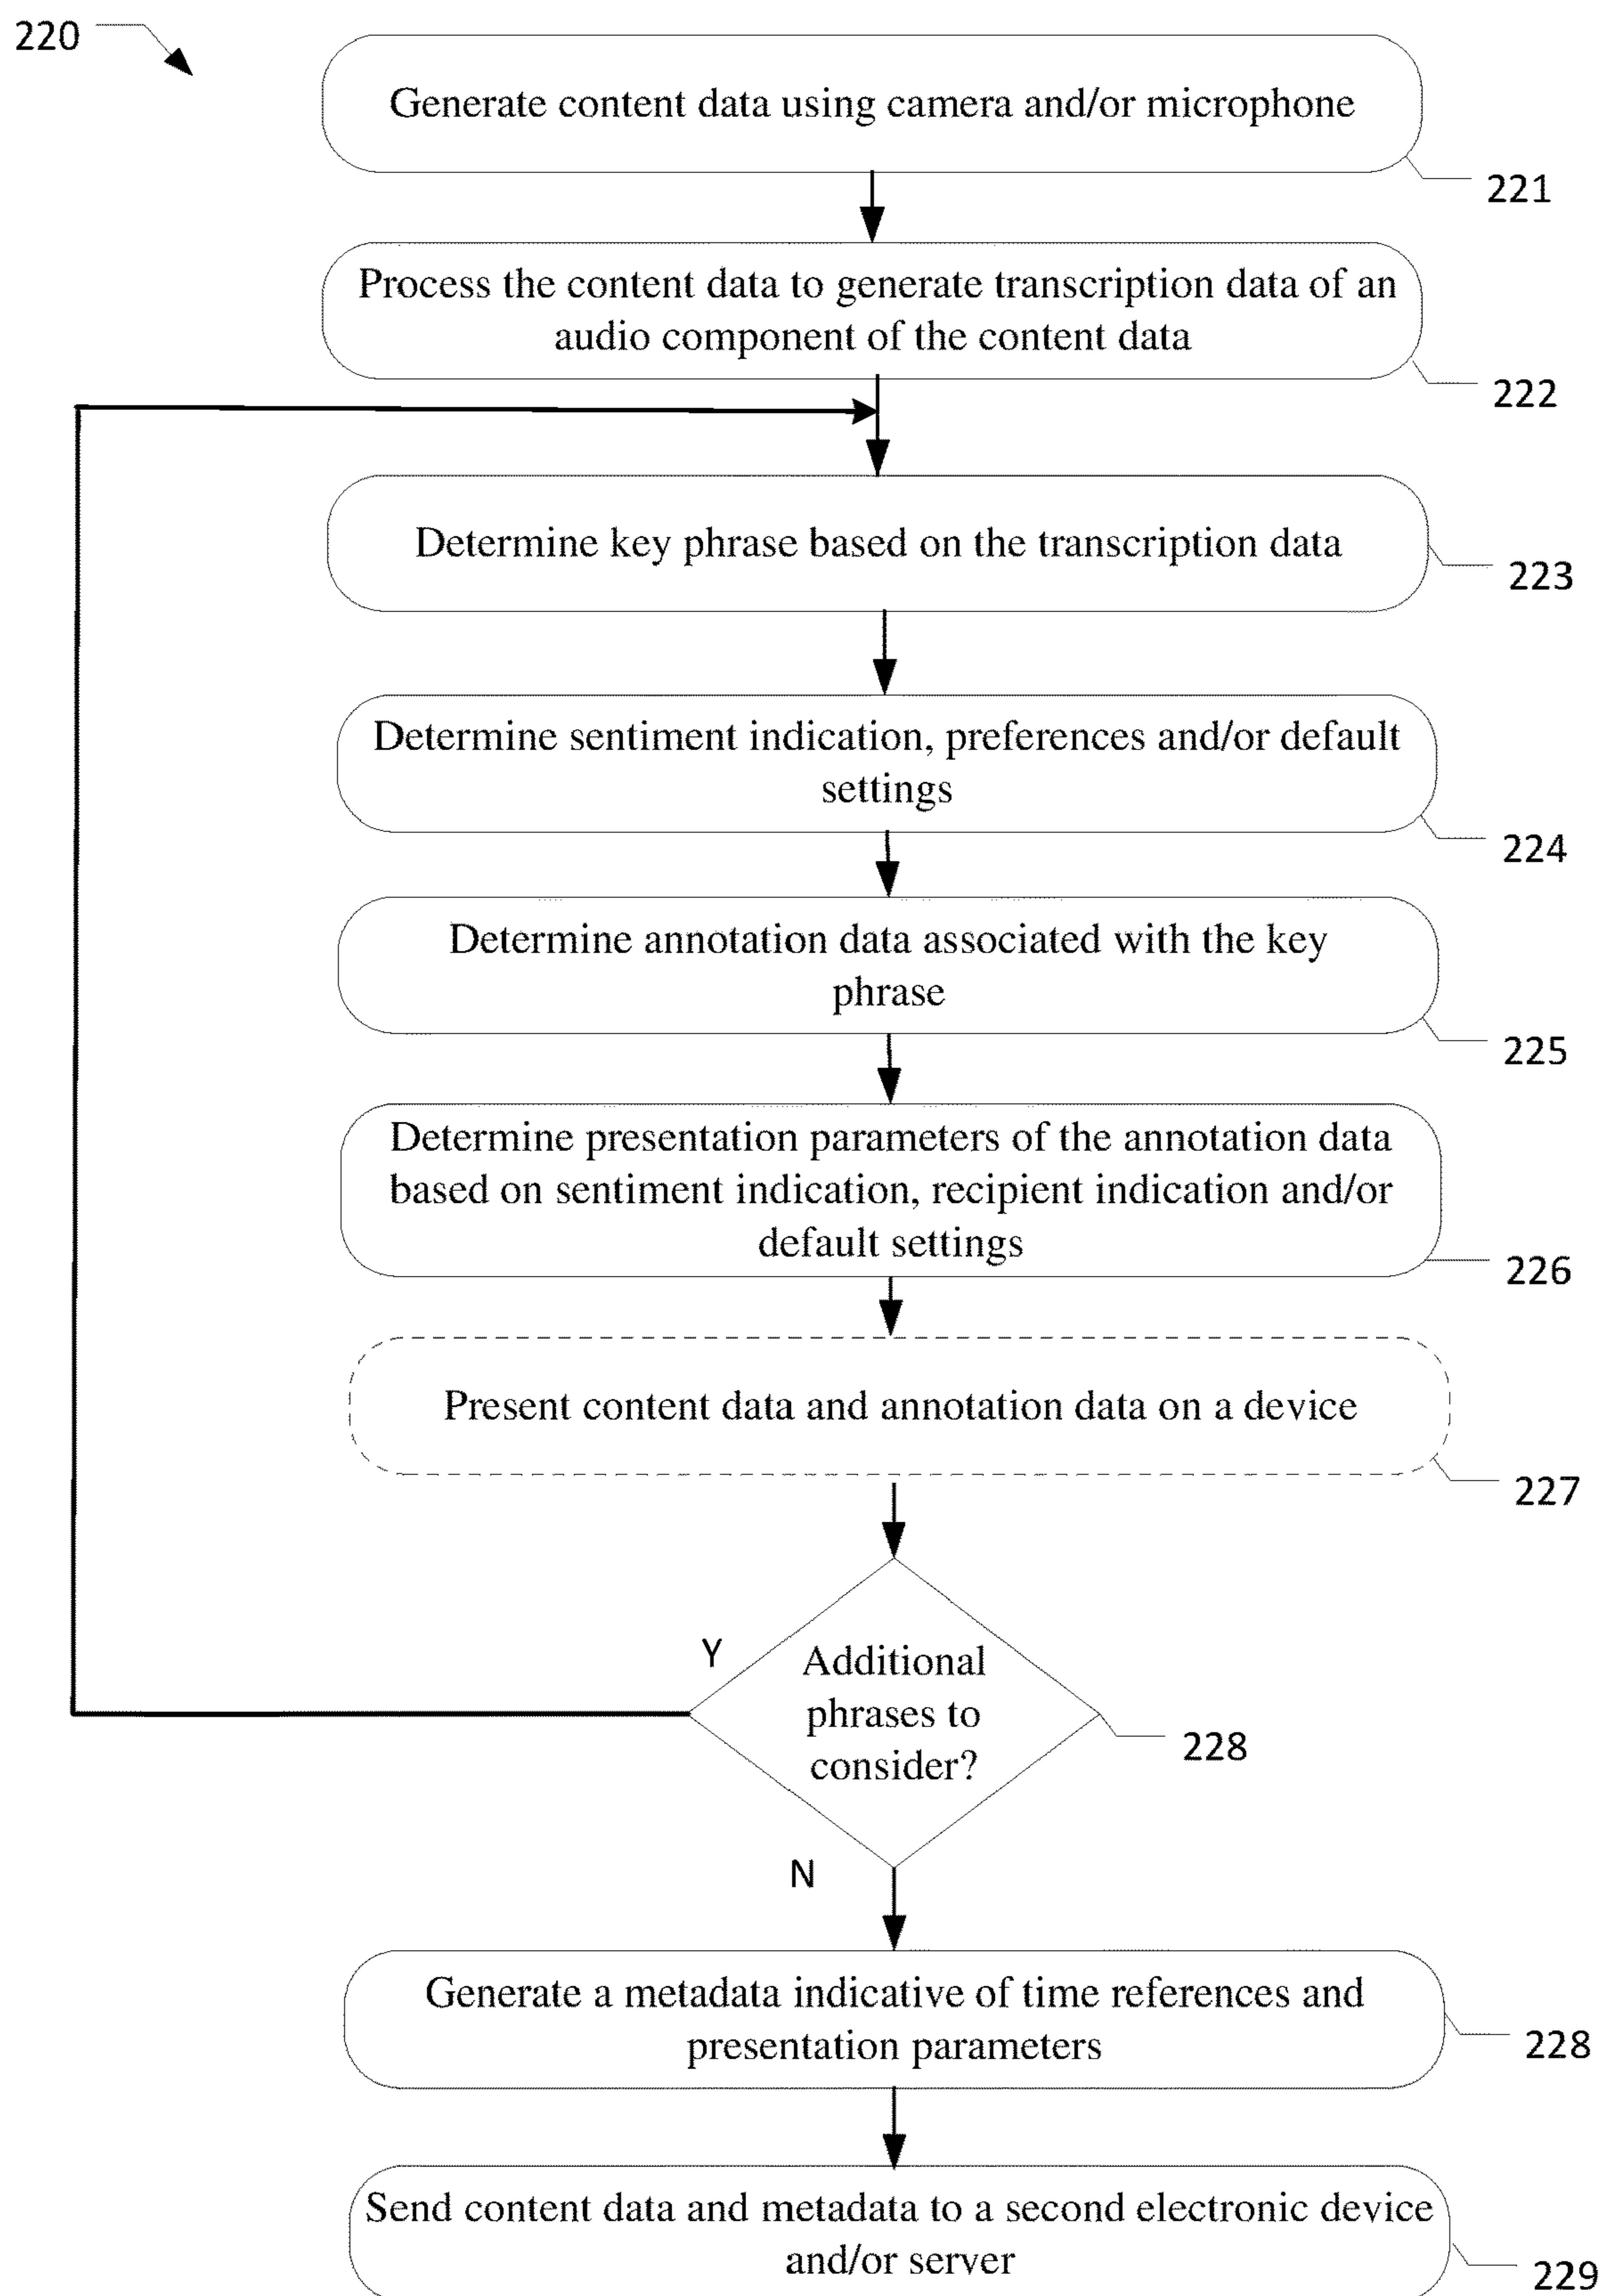 220
Generate content data using camera and/or microphone
221
Process the content data to generate transcription data of an
audio component of the content data
222
Determine key phrase based on the transcription data
223
Determine sentiment indication, preferences and/or default
settings
224
Determine annotation data associated with the key
phrase
225
Determine presentation parameters of the annotation data
based on sentiment indication, recipient indication and/or
default settings
226
Present content data and annotation data on a device
227
Y
Additional
phrases to
consider?
228
N
Generate a metadata indicative of time references and
presentation parameters
228
Send content data and metadata to a second electronic device
and/or server
229